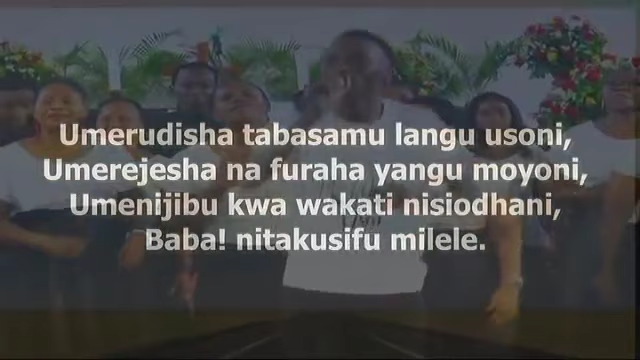 Umerudisha tabasamu langu usoni,
Umerejesha na furaha yangu moyoni,
Umenijibu kwa wakati nisiodhani,
Baba! nitakusifu milele.